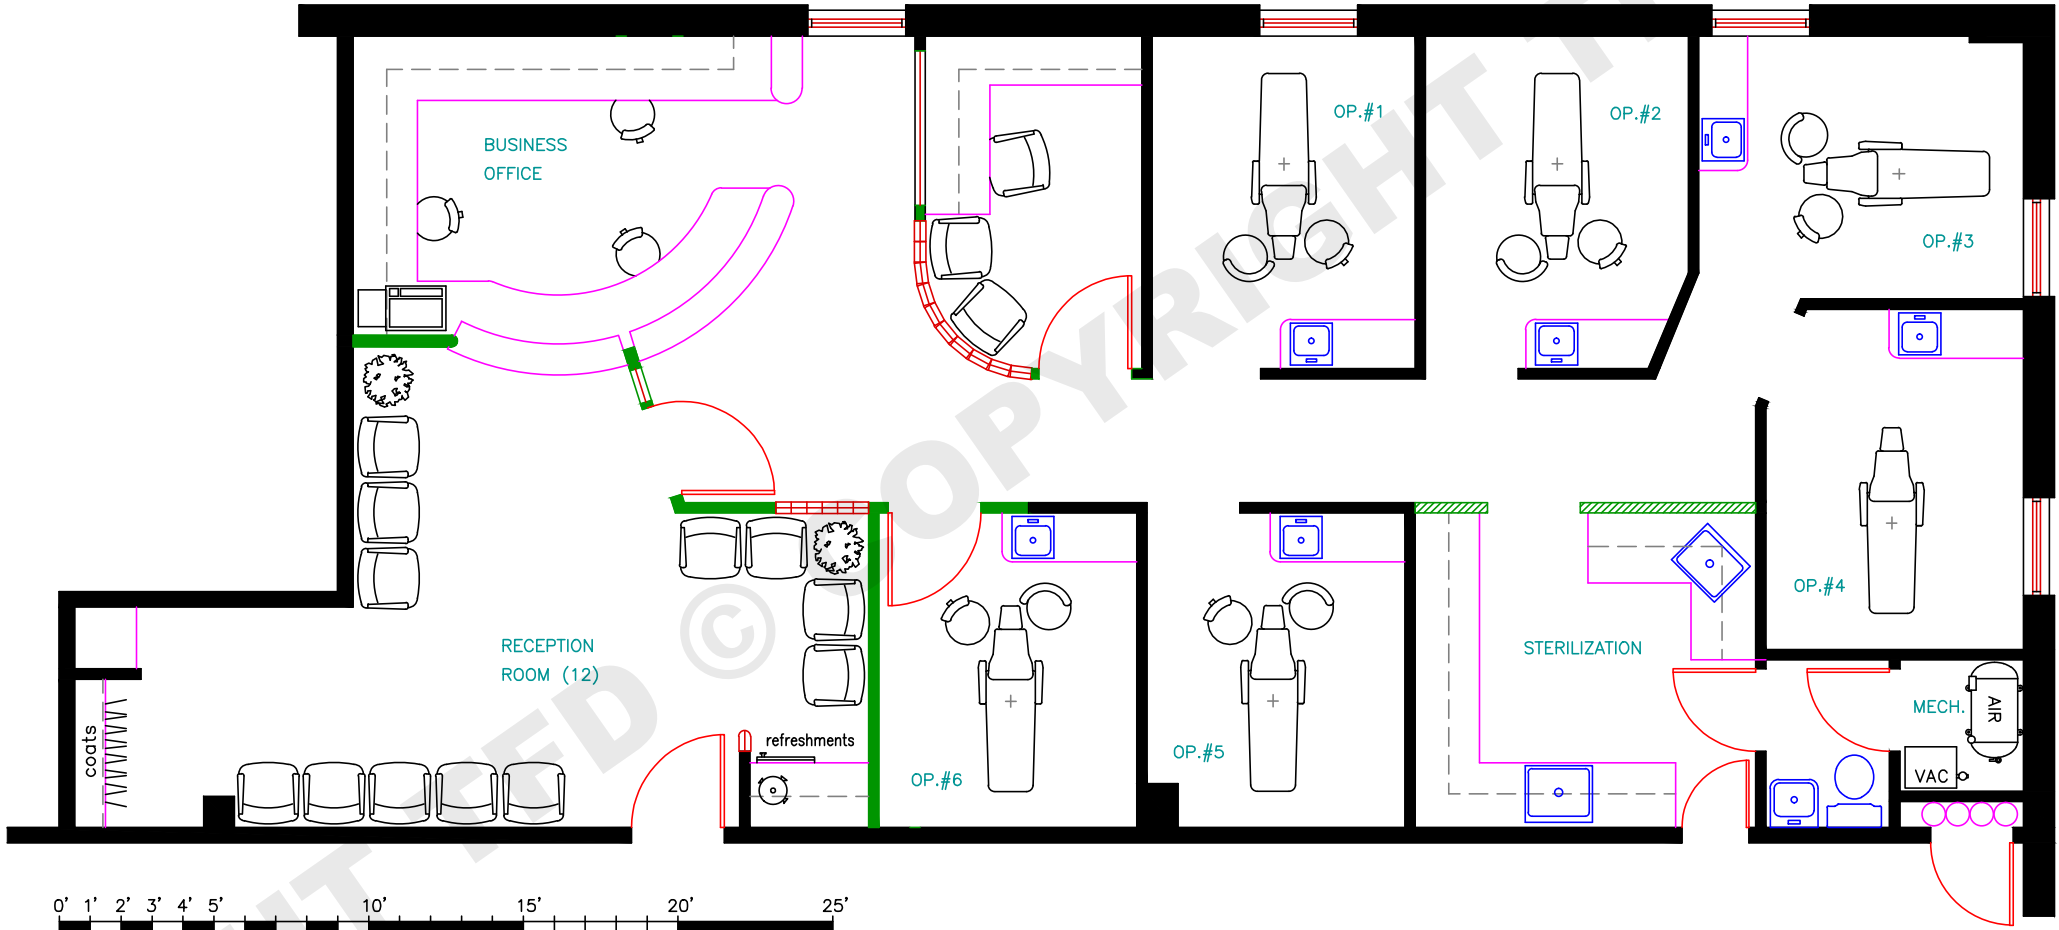 BUSINESS
OFFICE
OP.#1
OP.#2
OP.#3
OP.#4
RECEPTION
ROOM (12)
STERILIZATION
coats
refreshments
OP.#6
OP.#5
MECH.
AIR
VAC
0' 1' 2' 3' 4' 5' 10' 15' 20' 25'
TFD © COPYRIGHT